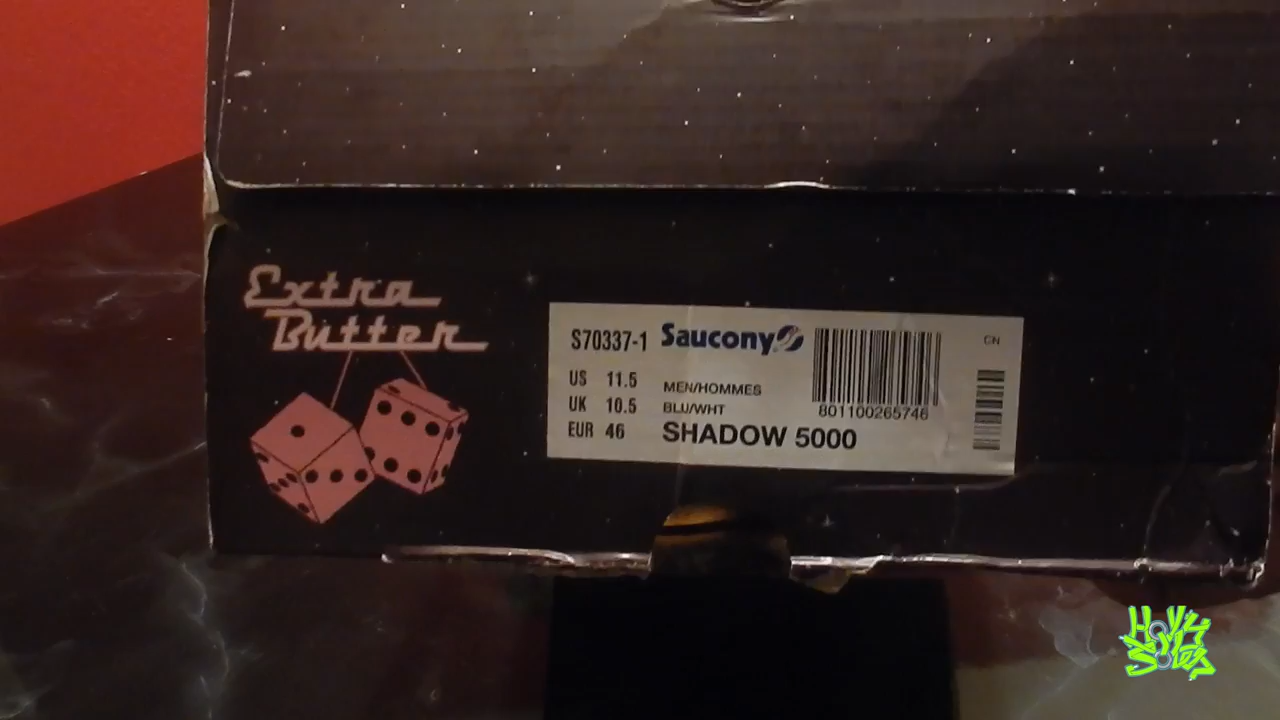 Extra
Butter
S70337-1 Saucony
US 11.5
UK 10.5
EUR 46
MEN/HOMMES
BLU/WHT
SHADOW 5000
801100265746
CN